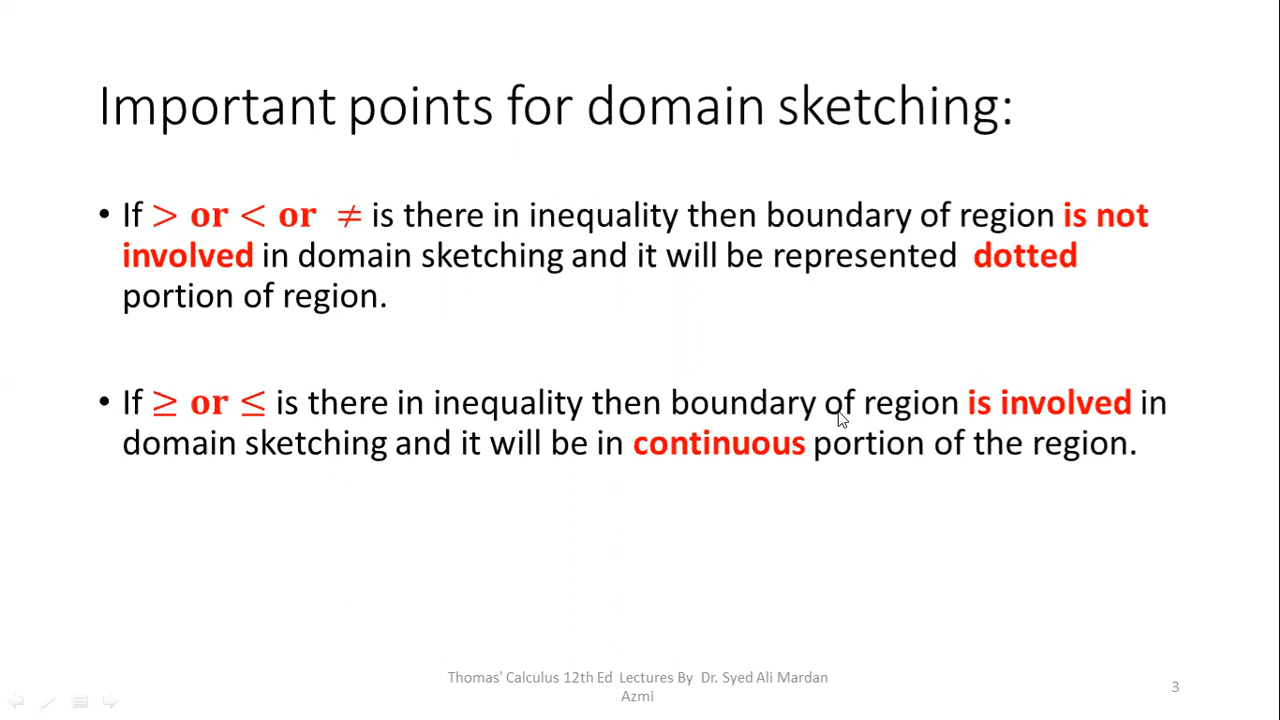 Important points for domain sketching:
• If > or < or ≠ is there in inequality then boundary of region is not
involved in domain sketching and it will be represented dotted
portion of region.
• If ≥ or ≤ is there in inequality then boundary of region is involved in
domain sketching and it will be in continuous portion of the region.
Thomas' Calculus 12th Ed Lectures By Dr. Syed Ali Mardan
Azmi
3